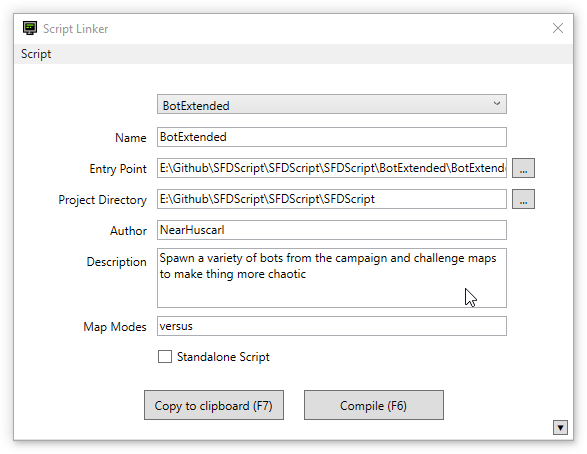 Script Linker
Script
BotExtended
Name
BotExtended
Entry Point
E:\Github\SFDScript\SFDScript\SFDScript\BotExtended\BotExtende
...
Project Directory
E:\Github\SFDScript\SFDScript\SFDScript
...
Author
NearHuscarl
Description
Spawn a variety of bots from the campaign and challenge maps
to make thing more chaotic
Map Modes
versus
Standalone Script
Copy to clipboard (F7)
Compile (F6)